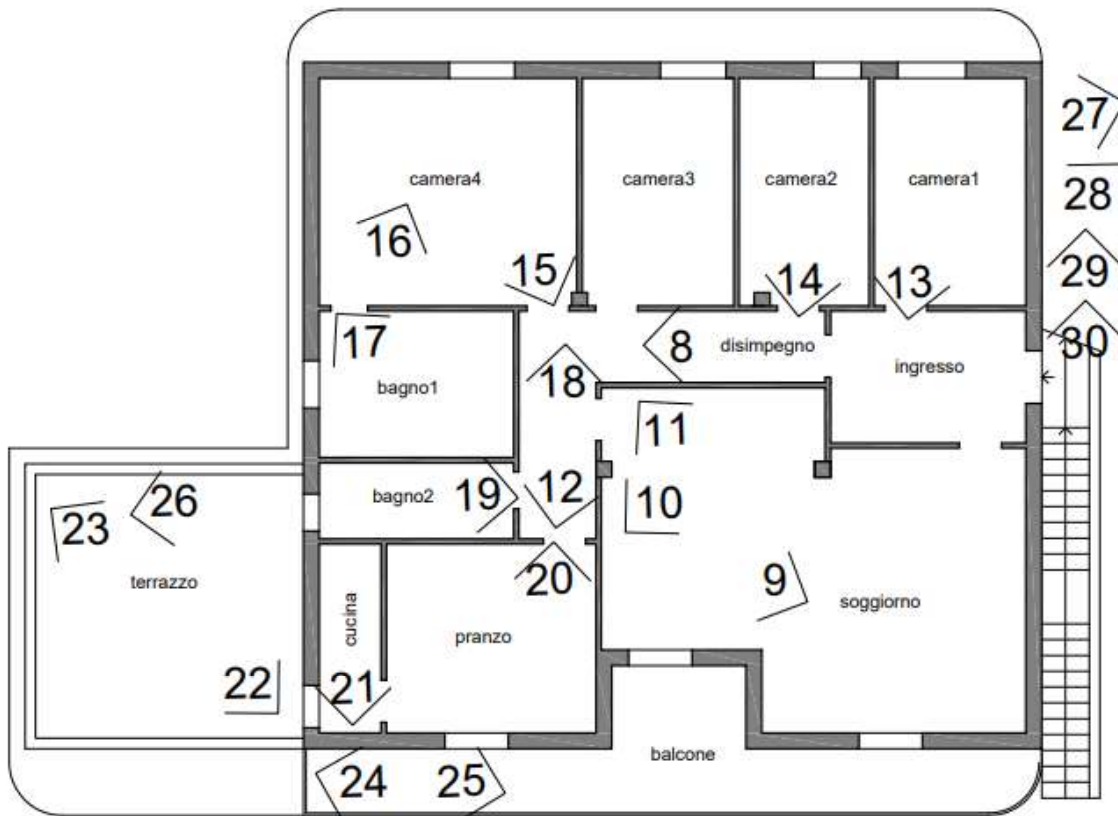 27
camera4
camera3
camera2
camera1
28
16
15
14
13
29
17
8
disimpegno
30
bagno1
18
ingresso
11
26
23
bagno2
19
12
10
terrazzo
cucina
20
9
soggiorno
pranzo
22
21
balcone
24
25